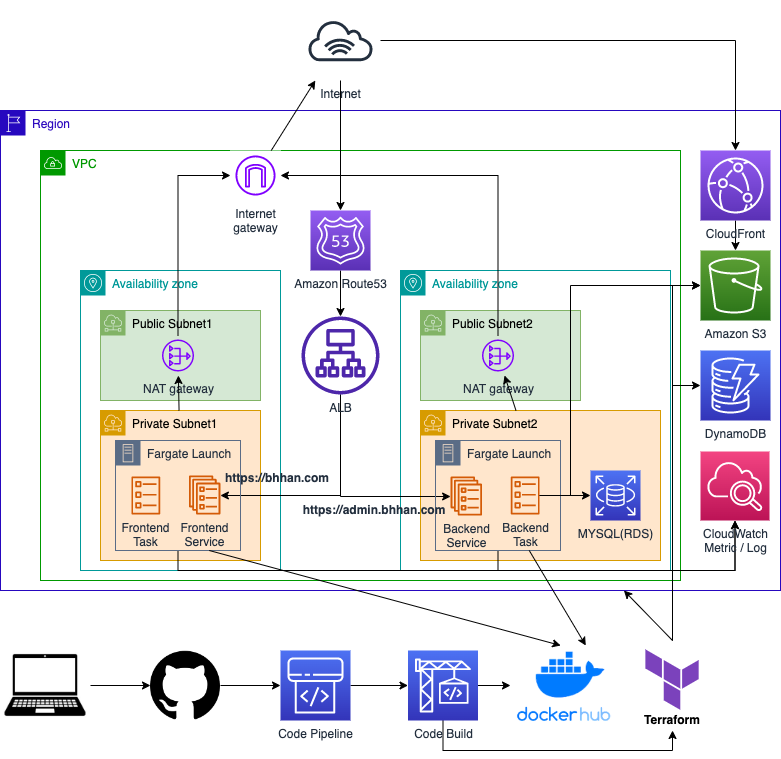 Internet
Region
VPC
Internet
gateway
53
CloudFront
Amazon Route53
Availability zone
Availability zone
Public Subnet1
Public Subnet2
Amazon S3
NAT gateway
NAT gateway
ALB
Private Subnet1
Private Subnet2
DynamoDB
Fargate Launch
Fargate Launch
https://bhhan.com
https://admin.bhhan.com
Frontend
Task
Frontend
Service
Backend
Service
Backend
Task
MYSQL(RDS)
CloudWatch
Metric / Log
</>
</>
Code Pipeline
Code Build
docker hub
Terraform